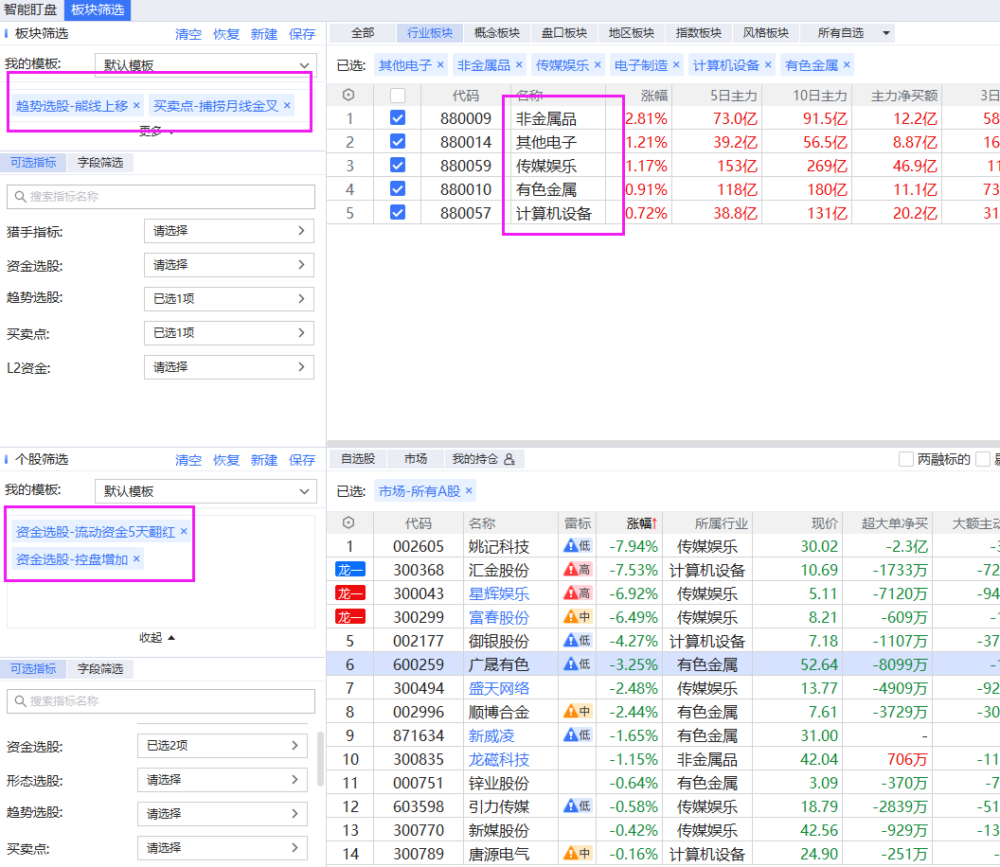 智能盯盘 板块筛选
板块筛选 清空 恢复 新建 保存
我的模板: 默认模板
趋势选股-熊线上移 × 买卖点-捕捞月线金叉 ×
更多
可选指标 字段筛选
搜索指标名称
猎手指标: 请选择
资金选股: 请选择
趋势选股: 已选1项
买卖点: 已选1项
L2资金: 请选择
全部 行业板块 概念板块 盘口板块 地区板块 指数板块 风格板块 所有自选
已选: 其他电子 × 非金属品 × 传媒娱乐 × 电子制造 × 计算机设备 × 有色金属 ×
代码 名称 涨幅 5日主力 10日主力 主力净买额 3日
1 880009 非金属品 2.81% 73.0亿 91.5亿 12.2亿 58
2 880014 其他电子 1.21% 39.2亿 56.5亿 8.87亿 16
3 880059 传媒娱乐 1.17% 153亿 269亿 46.9亿 11
4 880010 有色金属 0.91% 118亿 180亿 11.1亿 73
5 880057 计算机设备 0.72% 38.8亿 131亿 20.2亿 31
个股筛选 清空 恢复 新建 保存
我的模板: 默认模板
资金选股-流动资金5天翻红 ×
资金选股-控盘增加 ×
收起
可选指标 字段筛选
搜索指标名称
资金选股: 已选2项
形态选股: 请选择
趋势选股: 请选择
买卖点: 请选择
自选股 市场 我的持仓 两融标的
已选: 市场-所有A股 ×
代码 名称 雷标 涨幅↑ 所属行业 现价 超大单净买 大额主动
1 002605 姚记科技 低 -7.94% 传媒娱乐 30.02 -2.3亿 -3
龙一 300368 汇金股份 高 -7.53% 计算机设备 10.69 -1733万 -72
龙一 300043 星辉娱乐 高 -6.92% 传媒娱乐 5.11 -7120万 -94
龙一 300299 富春股份 中 -6.49% 传媒娱乐 8.21 -609万 -1
5 002177 御银股份 低 -4.27% 计算机设备 7.18 -1107万 -37
6 600259 广晟有色 低 -3.25% 有色金属 52.64 -8099万 -1
7 300494 盛天网络 -2.48% 传媒娱乐 13.77 -4909万 -92
8 002996 顺博合金 中 -2.44% 有色金属 7.61 -3729万 -30
9 871634 新威凌 低 -1.65% 有色金属 31.00 -
10 300835 龙磁科技 -1.15% 非金属品 42.04 706万 -11
11 000751 锌业股份 -0.64% 有色金属 3.09 -370万 -7
12 603598 引力传媒 低 -0.58% 传媒娱乐 18.79 -2839万 -51
13 300770 新媒股份 -0.42% 传媒娱乐 42.56 -929万 -13
14 300789 唐源电气 中 -0.16% 计算机设备 24.90 -251万 -